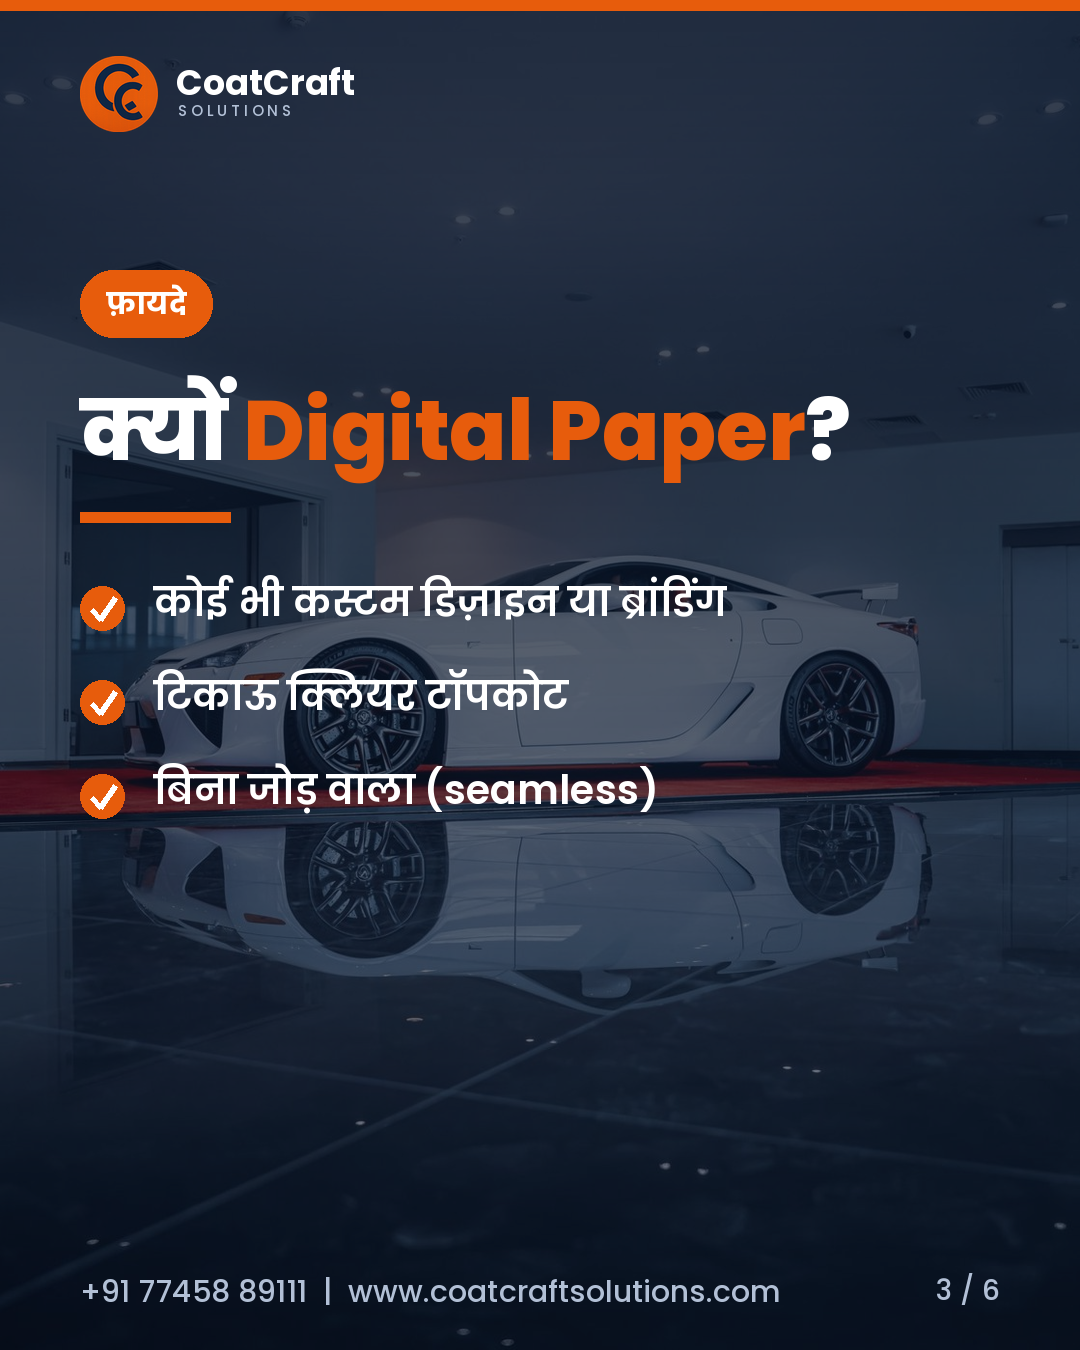 CoatCraft
SOLUTIONS
फ़ायदे
क्यों Digital Paper?
कोई भी कस्टम डिज़ाइन या ब्रांडिंग
टिकाऊ क्लियर टॉपकोट
बिना जोड़ वाला (seamless)
+91 77458 89111 | www.coatcraftsolutions.com
3 / 6